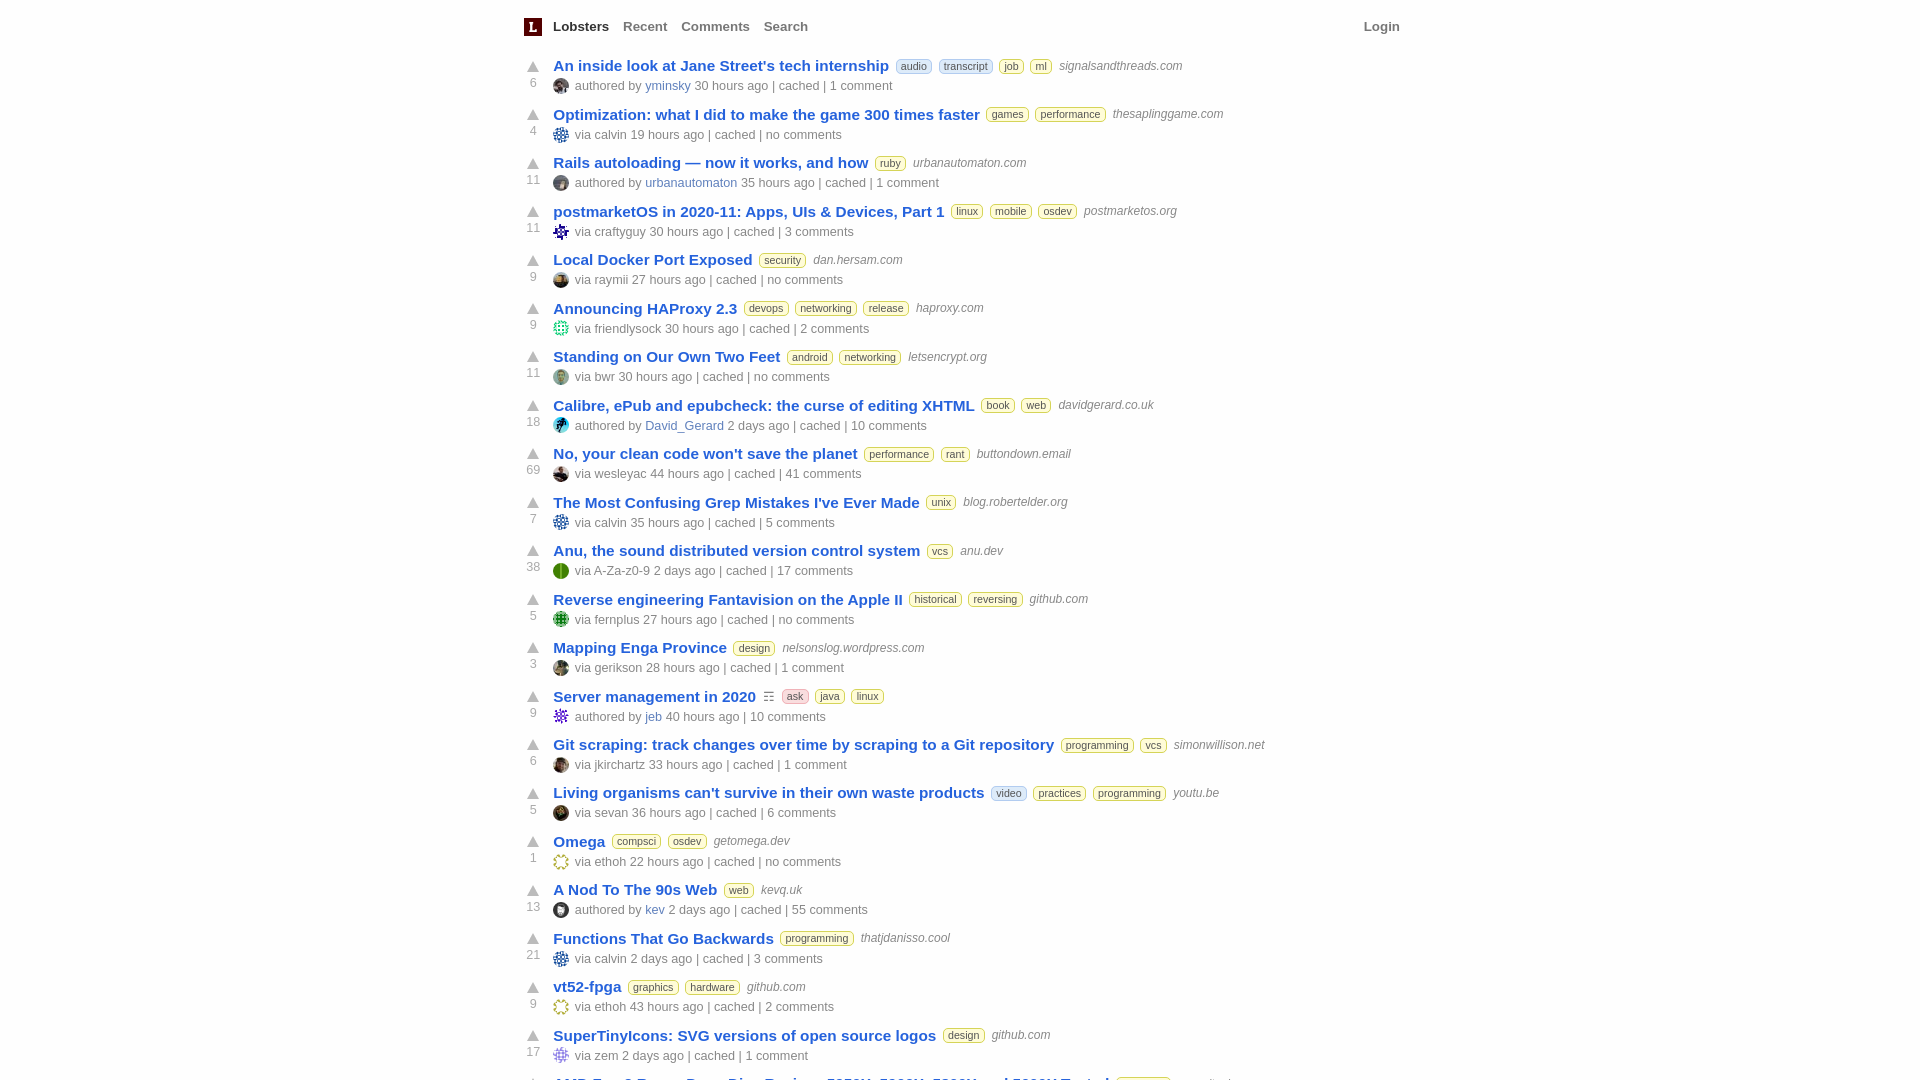 L Lobsters Recent Comments Search Login
An inside look at Jane Street's tech internship audio transcript job ml signalsandthreads.com
6
authored by yminsky 30 hours ago | cached | 1 comment
Optimization: what I did to make the game 300 times faster games performance thesaplinggame.com
4
via calvin 19 hours ago | cached | no comments
Rails autoloading — now it works, and how ruby urbanautomaton.com
11
authored by urbanautomaton 35 hours ago | cached | 1 comment
postmarketOS in 2020-11: Apps, UIs & Devices, Part 1 linux mobile osdev postmarketos.org
11
via craftyguy 30 hours ago | cached | 3 comments
Local Docker Port Exposed security dan.hersam.com
9
via raymii 27 hours ago | cached | no comments
Announcing HAProxy 2.3 devops networking release haproxy.com
9
via friendlysock 30 hours ago | cached | 2 comments
Standing on Our Own Two Feet android networking letsencrypt.org
11
via bwr 30 hours ago | cached | no comments
Calibre, ePub and epubcheck: the curse of editing XHTML book web davidgerard.co.uk
18
authored by David_Gerard 2 days ago | cached | 10 comments
No, your clean code won't save the planet performance rant buttondown.email
69
via wesleyac 44 hours ago | cached | 41 comments
The Most Confusing Grep Mistakes I've Ever Made unix blog.robertelder.org
7
via calvin 35 hours ago | cached | 5 comments
Anu, the sound distributed version control system vcs anu.dev
38
via A-Za-z0-9 2 days ago | cached | 17 comments
Reverse engineering Fantavision on the Apple II historical reversing github.com
5
via fernplus 27 hours ago | cached | no comments
Mapping Enga Province design nelsonslog.wordpress.com
3
via gerikson 28 hours ago | cached | 1 comment
Server management in 2020 ☶ ask java linux
9
authored by jeb 40 hours ago | 10 comments
Git scraping: track changes over time by scraping to a Git repository programming vcs simonwillison.net
6
via jkirchartz 33 hours ago | cached | 1 comment
Living organisms can't survive in their own waste products video practices programming youtu.be
5
via sevan 36 hours ago | cached | 6 comments
Omega compsci osdev getomega.dev
1
via ethoh 22 hours ago | cached | no comments
A Nod To The 90s Web web kevq.uk
13
authored by kev 2 days ago | cached | 55 comments
Functions That Go Backwards programming thatjdanisso.cool
21
via calvin 2 days ago | cached | 3 comments
vt52-fpga graphics hardware github.com
9
via ethoh 43 hours ago | cached | 2 comments
SuperTinyIcons: SVG versions of open source logos design github.com
17
via zem 2 days ago | cached | 1 comment